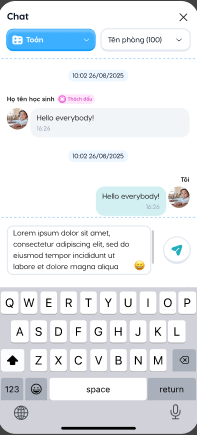 Chat
Toán
Tên phòng (100)
10:02 26/08/2025
Họ tên học sinh
Thách đấu
Hello everybody!
16:26
10:02 26/08/2025
Tôi
Hello everybody!
16:26
Lorem ipsum dolor sit amet,
consectetur adipiscing elit, sed do
eiusmod tempor incididunt ut
labore et dolore magna aliqua
Q W E R T Y U I O P
A S D F G H J K L
Z X C V B N M
123 space return